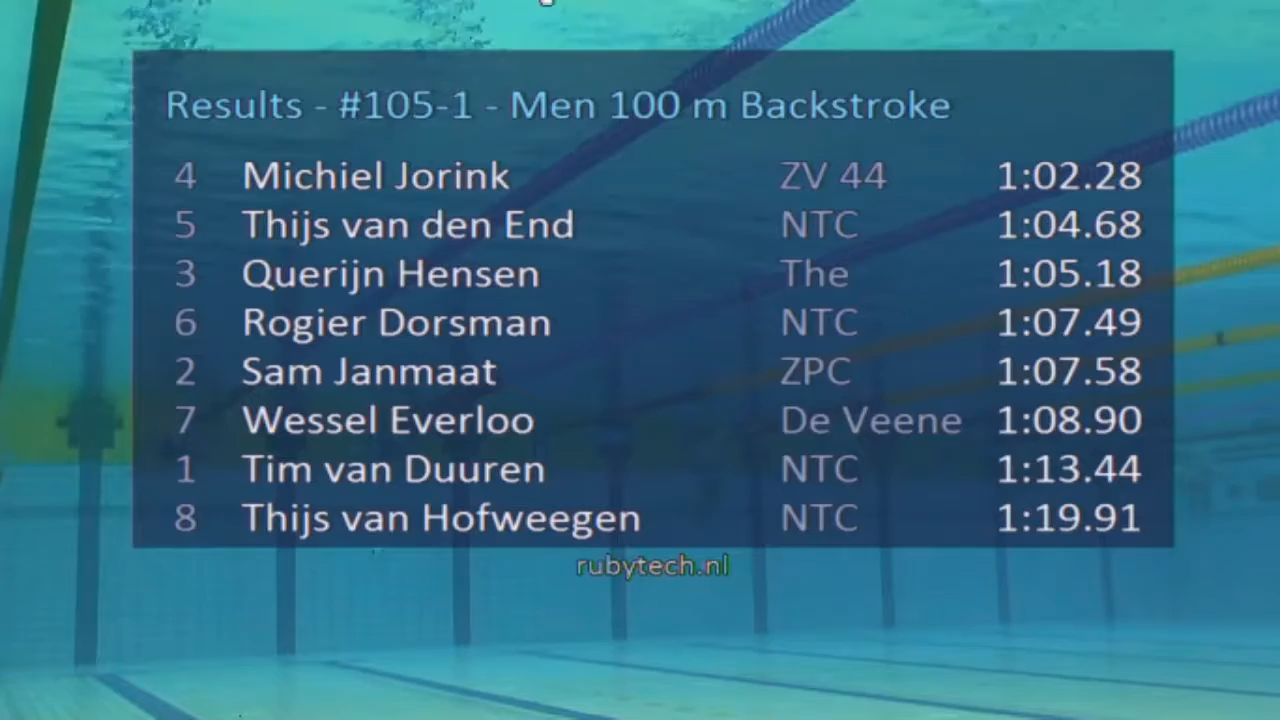 Results - #105-1 - Men 100 m Backstroke
4 Michiel Jorink ZV 44 1:02.28
5 Thijs van den End NTC 1:04.68
3 Querijn Hensen The 1:05.18
6 Rogier Dorsman NTC 1:07.49
2 Sam Janmaat ZPC 1:07.58
7 Wessel Everloo De Veene 1:08.90
1 Tim van Duuren NTC 1:13.44
8 Thijs van Hofweegen NTC 1:19.91
rubytech.nl